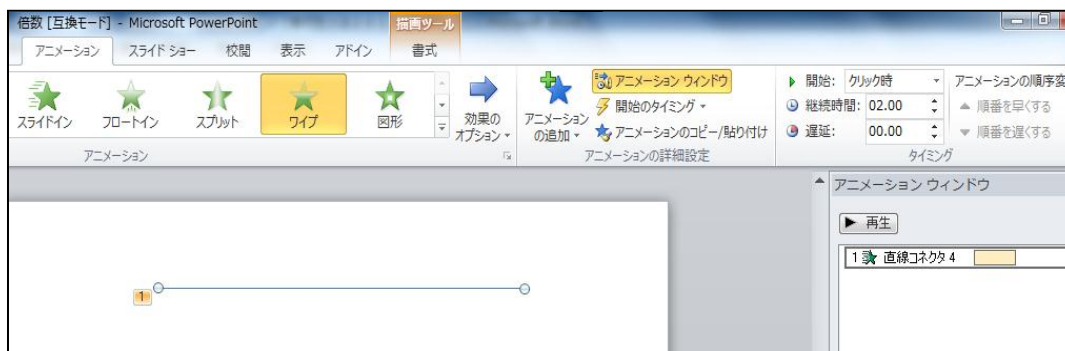 倍数 [互換モード] - Microsoft PowerPoint
描画ツール
アニメーション スライド ショー 校閲 表示 アドイン 書式
スライドイン フロートイン スプリット ワイプ 図形
効果の
オプション
アニメーション
アニメーション
の追加
アニメーション ウィンドウ
開始のタイミング
アニメーションのコピー/貼り付け
アニメーションの詳細設定
開始: クリック時
継続時間: 02.00
遅延: 00.00
アニメーションの順序変
順番を早くする
順番を遅くする
タイミング
アニメーション ウィンドウ
再生
1 直線コネクタ 4
1